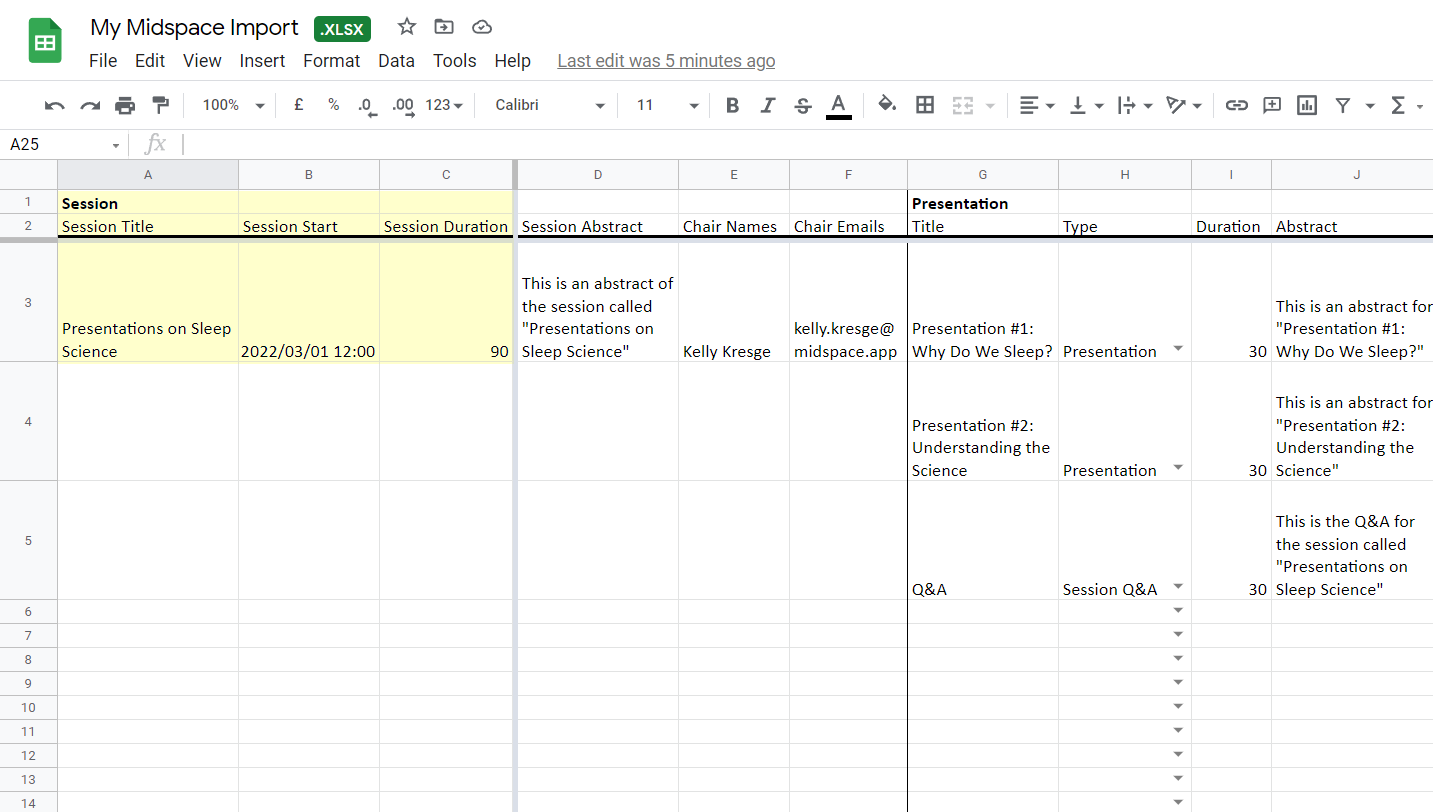 My Midspace Import .XLSX
File Edit View Insert Format Data Tools Help Last edit was 5 minutes ago
100% £ % .0 .00 123 Calibri 11 B I S A Σ
A25 fx
A B C D E F G H I J
1 Session Presentation
2 Session Title Session Start Session Duration Session Abstract Chair Names Chair Emails Title Type Duration Abstract
3
Presentations on Sleep
Science
2022/03/01 12:00
90
This is an abstract of
the session called
"Presentations on
Sleep Science"
Kelly Kresge
kelly.kresge@
midspace.app
Presentation #1:
Why Do We Sleep?
Presentation
30
This is an abstract for
"Presentation #1:
Why Do We Sleep?"
4
Presentation #2:
Understanding the
Science
Presentation
30
This is an abstract for
"Presentation #2:
Understanding the
Science"
5
Q&A
Session Q&A
30
This is the Q&A for
the session called
"Presentations on
Sleep Science"
6
7
8
9
10
11
12
13
14